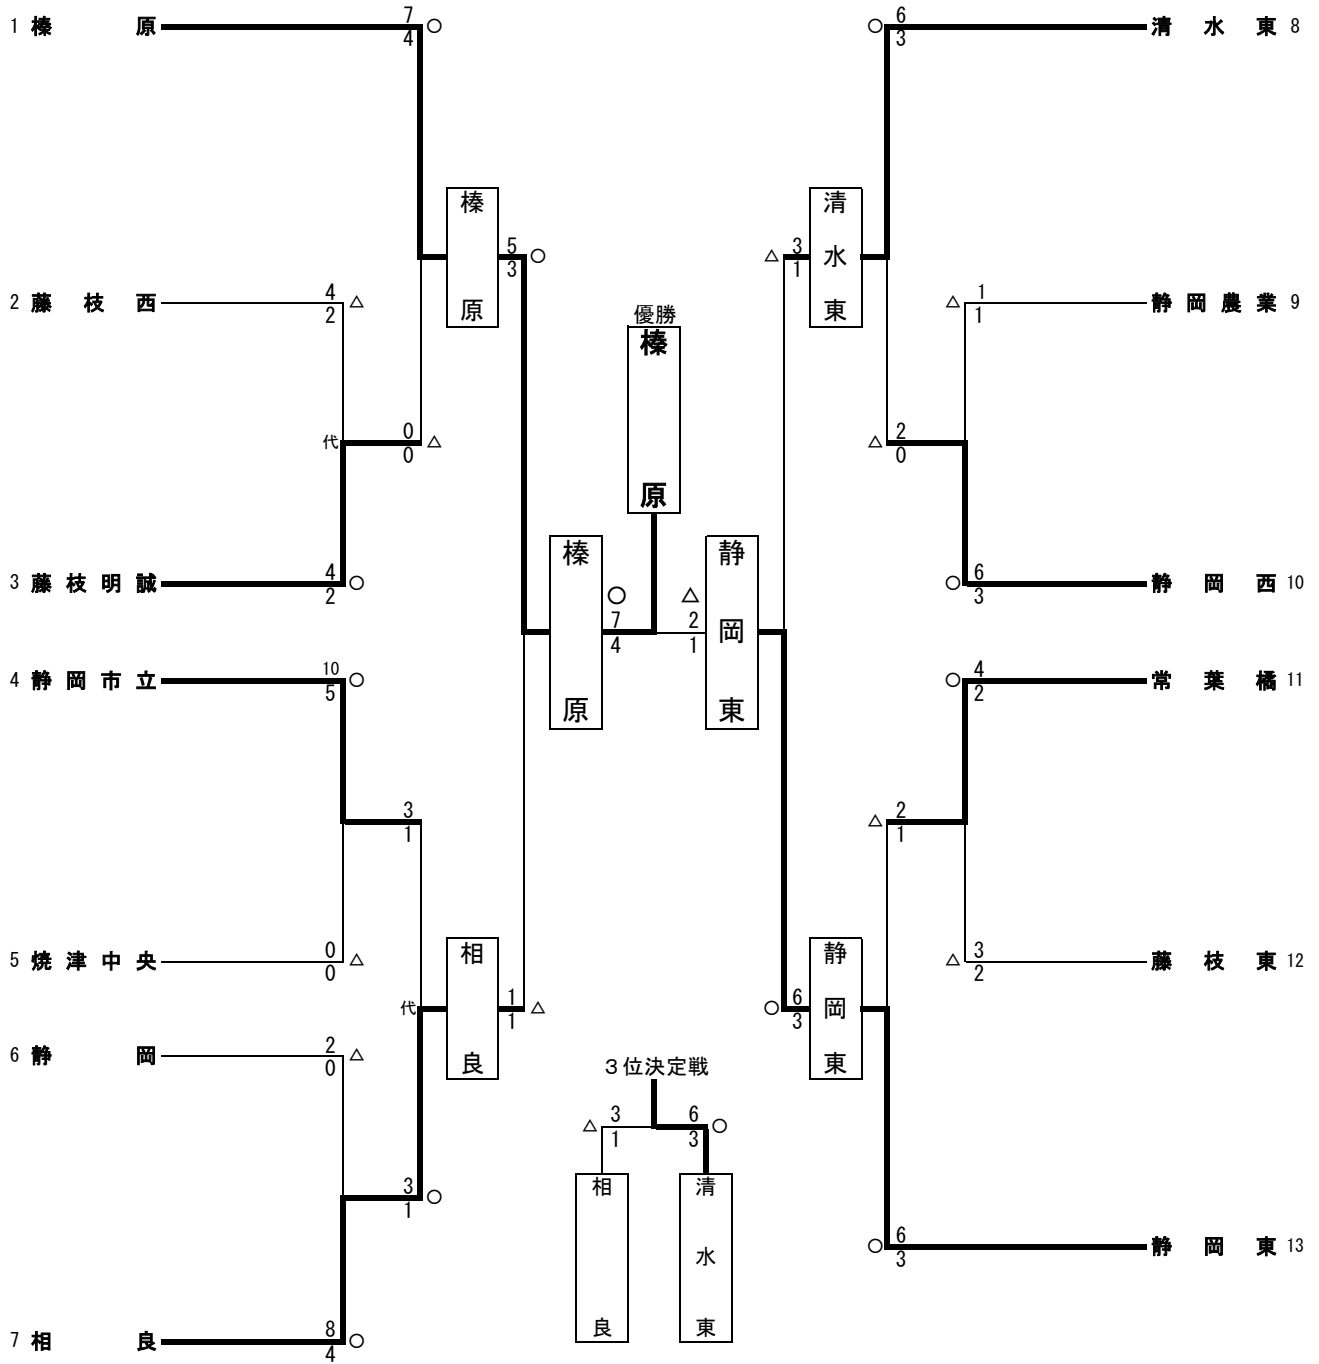 1 榛原 7 ○
4
2 藤枝西 4 △
2
代 0 △
0
3 藤枝明誠 4 ○
2
4 静岡市立 10 ○
5
3
1
5 焼津中央 0 △
0
代
6 静岡 2 △
0
3 ○
1
7 相良 8 ○
4
榛原
5 ○
3
相良
1 △
1
榛原
○
7
4
優勝
榛原
△
2
1
静岡東
清水東
△ 3
1
静岡東
○ 6
3
○ 6 清水東 8
3
△ 1 静岡農業 9
1
△ 2
0
○ 6 静岡西 10
3
○ 4 常葉橘 11
2
△ 2
1
△ 3 藤枝東 12
2
○ 6 静岡東 13
3
3位決定戦
△ 3 6 ○
1 3
相良
清水東